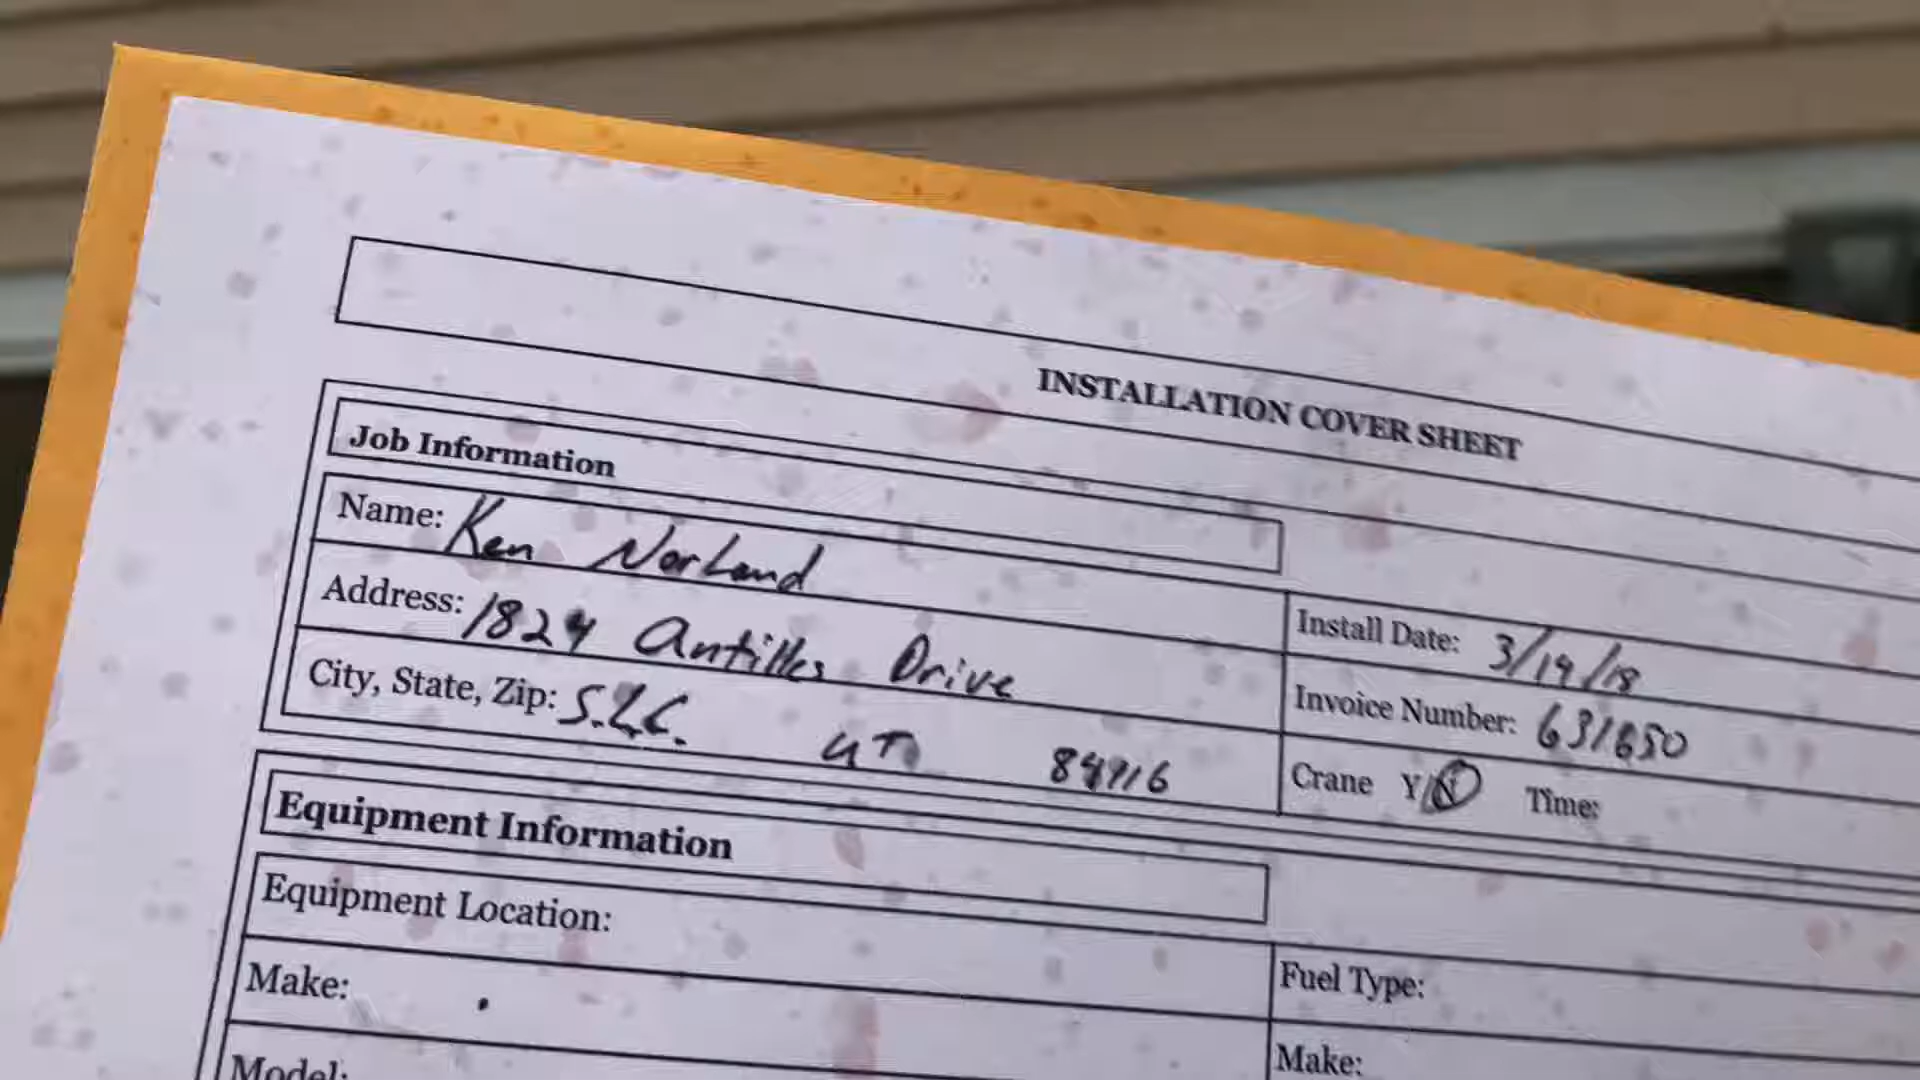 INSTALLATION COVER SHEET
Job Information
Name: Ken Norland
Address: 1824 Antilles Drive
City, State, Zip: S.L.C. UT 84116
Install Date: 3/14/18
Invoice Number: 631650
Crane Y/N Time:
Equipment Information
Equipment Location:
Make:
Model:
Fuel Type:
Make: